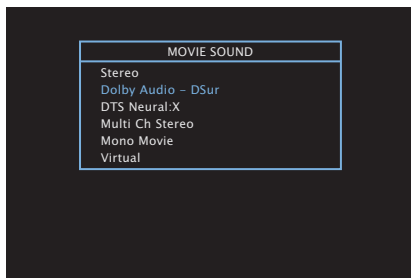 MOVIE SOUND
Stereo
Dolby Audio – DSur
DTS Neural:X
Multi Ch Stereo
Mono Movie
Virtual